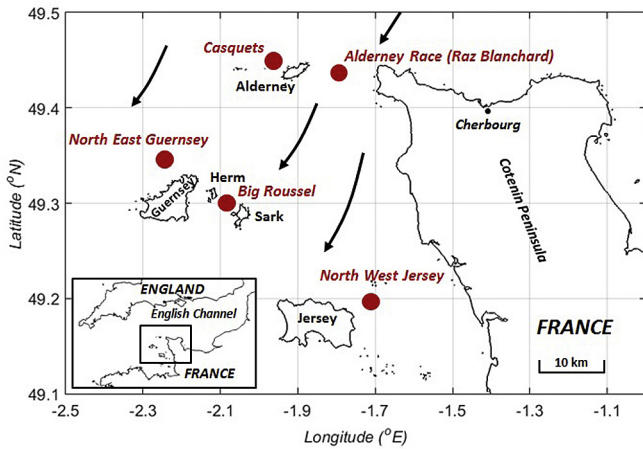 49.5
49.4
49.3
49.2
49.1
Latitude (°N)
Casquets
Alderney Race (Raz Blanchard)
Alderney
Cherbourg
North East Guernsey
Herm
Guernsey
Big Roussel
Sark
Cotenin Peninsula
North West Jersey
Jersey
ENGLAND
English Channel
FRANCE
FRANCE
10 km
-2.5 -2.3 -2.1 -1.9 -1.7 -1.5 -1.3 -1.1
Longitude (°E)